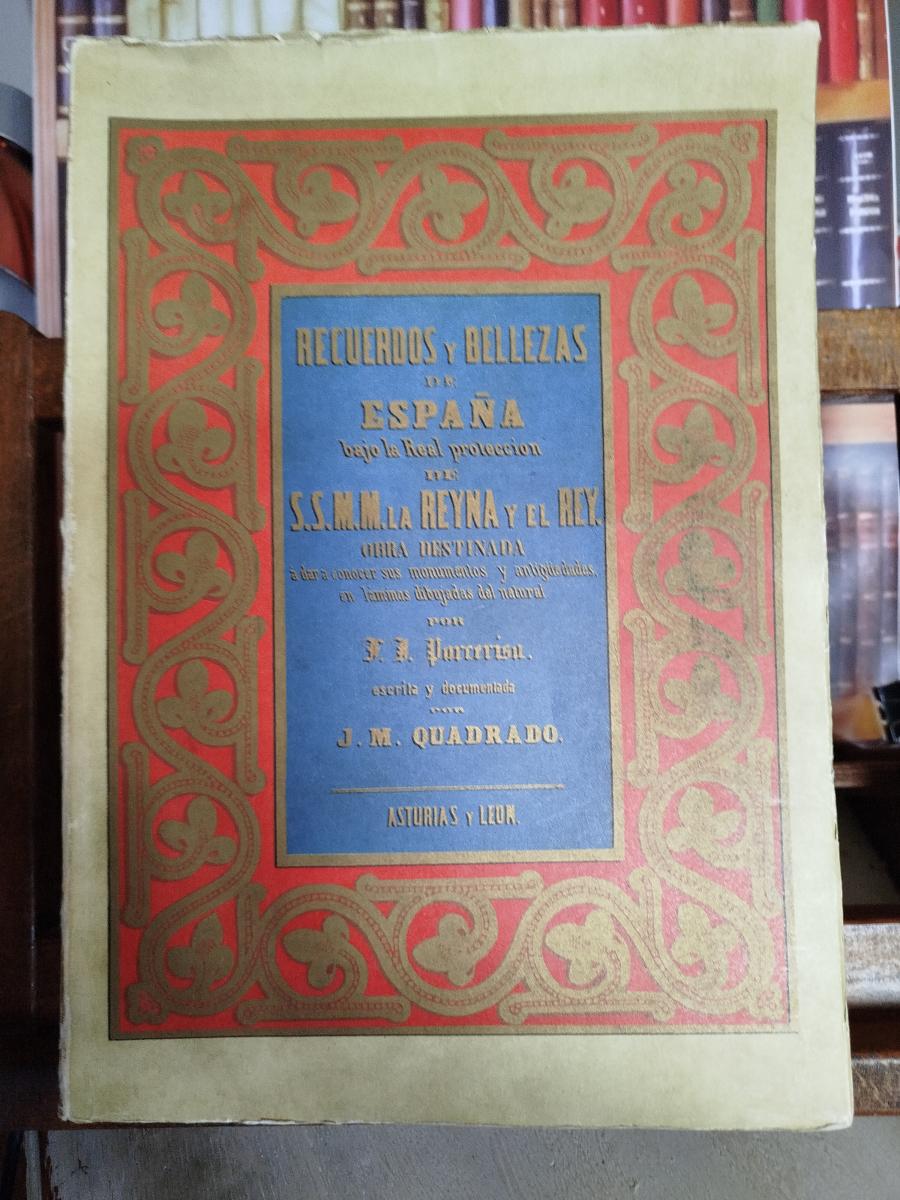 RECUERDOS Y BELLEZAS
DE
ESPAÑA
bajo la Real proteccion
DE
S.S.M.M. LA REYNA Y EL REY.
OBRA DESTINADA
a dar a conocer sus monumentos y antigüedades,
en laminas dibujadas del natural
POR
F. J. Parcerisa.
escrita y documentada
POR
J. M. QUADRADO.
ASTURIAS Y LEON.